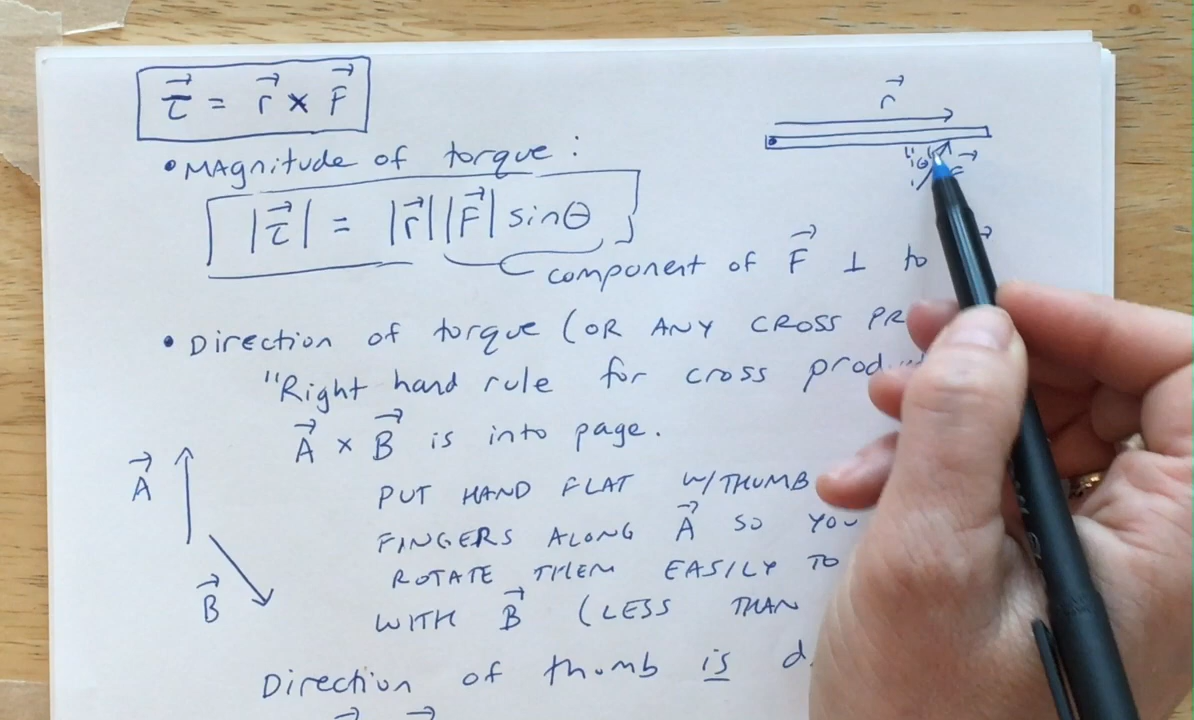 τ⃗ = r⃗ × F⃗
r⃗
• MAgnitude of torque:
θ F⃗
|τ⃗| = |r⃗||F⃗| sinθ
component of F⃗ ⊥ to
• Direction of torque (OR ANY CROSS PR
"Right hand rule for cross produ
A⃗ × B⃗ is into page.
A⃗
PUT HAND FLAT W/THUMB
FINGERS ALONG A⃗ SO YOU
ROTATE THEM EASILY TO
B⃗
WITH B⃗ (LESS THAN
Direction of thumb is d